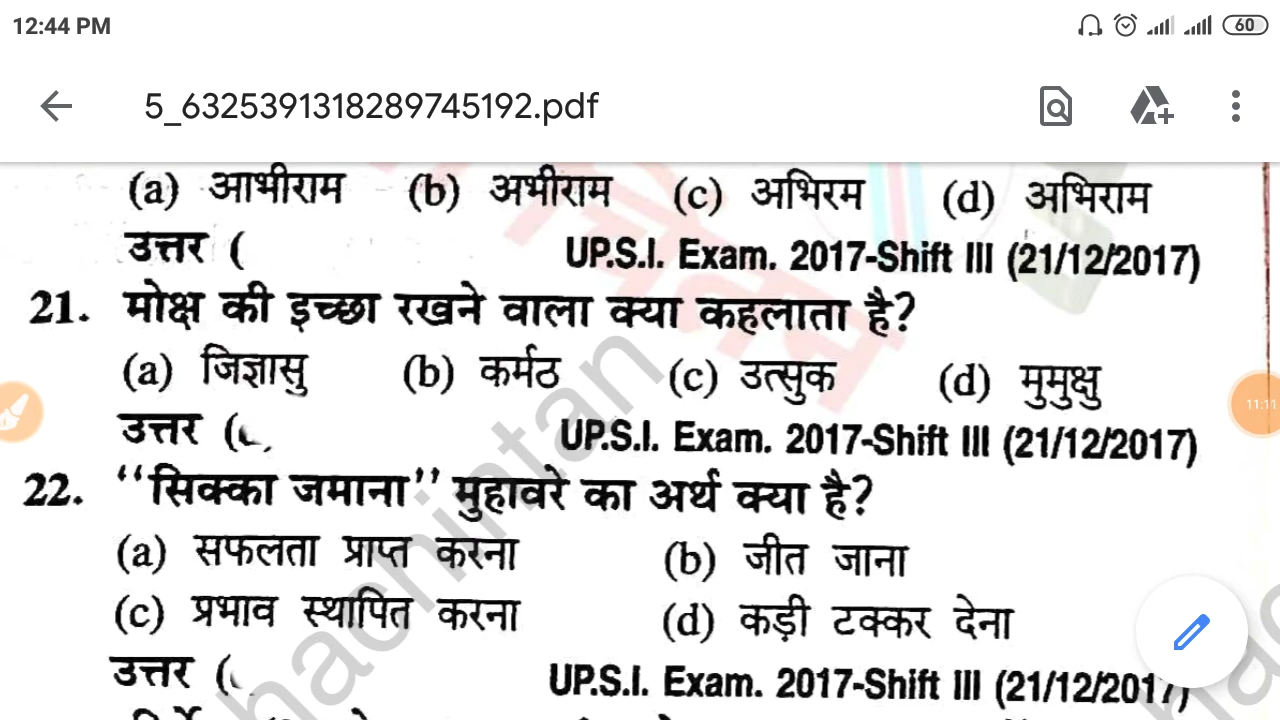 12:44 PM
60
5_6325391318289745192.pdf
(a) आभीराम (b) अभीराम (c) अभिरम (d) अभिराम
उत्तर ( UP.S.I. Exam. 2017-Shift III (21/12/2017)
21. मोक्ष की इच्छा रखने वाला क्या कहलाता है?
(a) जिज्ञासु (b) कर्मठ (c) उत्सुक (d) मुमुक्षु
11:11
उत्तर ( UP.S.I. Exam. 2017-Shift III (21/12/2017)
22. ‘‘सिक्का जमाना’’ मुहावरे का अर्थ क्या है?
(a) सफलता प्राप्त करना (b) जीत जाना
(c) प्रभाव स्थापित करना (d) कड़ी टक्कर देना
उत्तर ( UP.S.I. Exam. 2017-Shift III (21/12/2017)
hachintan